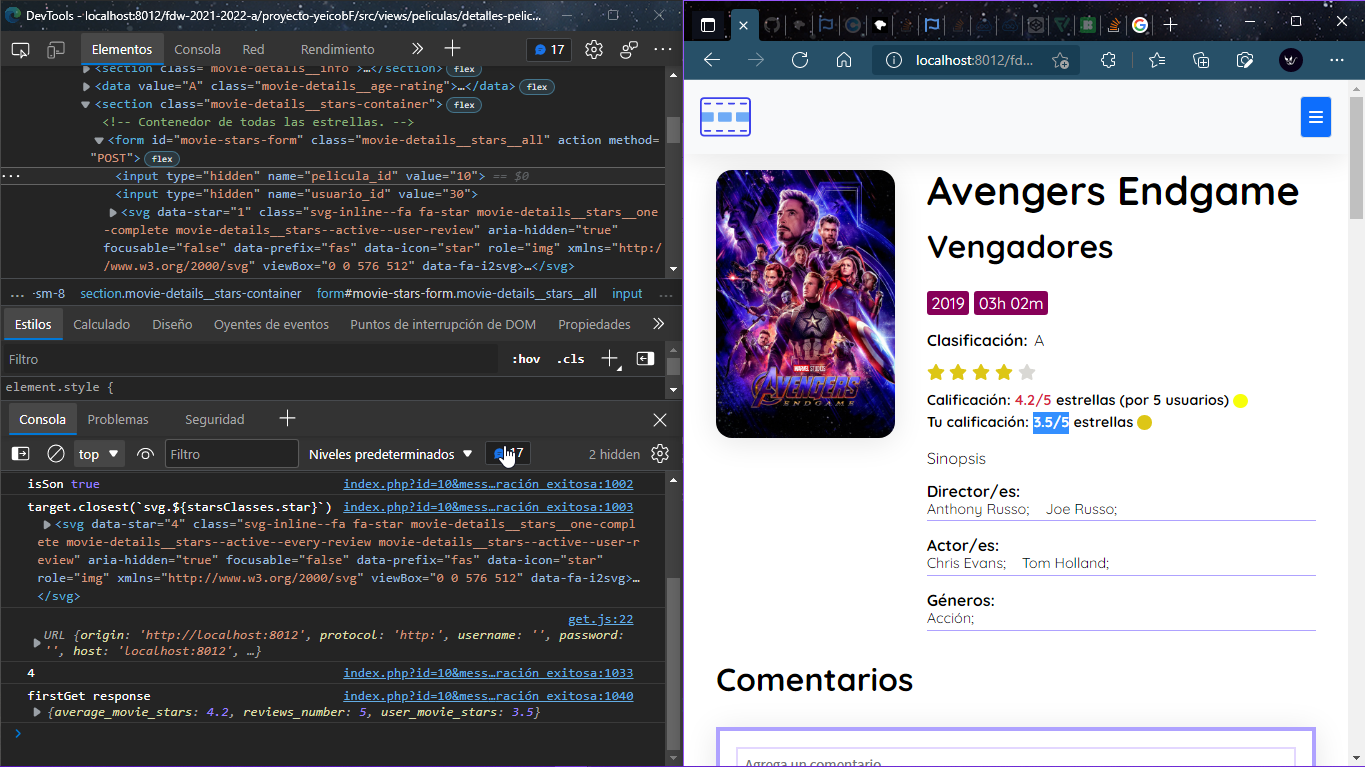 DevTools - localhost:8012/fdw-2021-2022-a/proyecto-yeicobF/src/views/peliculas/detalles-pelic...
Elementos Consola Red Rendimiento 17
<section class="movie-details__info">…</section> flex
<data value="A" class="movie-details__age-rating">…</data> flex
<section class="movie-details__stars-container"> flex
<!-- Contenedor de todas las estrellas. -->
<form id="movie-stars-form" class="movie-details__stars__all" action method=
"POST"> flex
<input type="hidden" name="pelicula_id" value="10"> == $0
<input type="hidden" name="usuario_id" value="30">
<svg data-star="1" class="svg-inline--fa fa-star movie-details__stars__one
-complete movie-details__stars--active--user-review" aria-hidden="true"
focusable="false" data-prefix="fas" data-icon="star" role="img" xmlns="http:/
/www.w3.org/2000/svg" viewBox="0 0 576 512" data-fa-i2svg>…</svg>
... -sm-8 section.movie-details__stars-container form#movie-stars-form.movie-details__stars__all input ...
Estilos Calculado Diseño Oyentes de eventos Puntos de interrupción de DOM Propiedades
Filtro :hov .cls
element.style {
Consola Problemas Seguridad
top Filtro Niveles predeterminados 17 2 hidden
isSon true index.php?id=10&mess…ración exitosa:1002
target.closest(`svg.${starsClasses.star}`) index.php?id=10&mess…ración exitosa:1003
<svg data-star="4" class="svg-inline--fa fa-star movie-details__stars__one-compl
ete movie-details__stars--active--every-review movie-details__stars--active--user-r
eview" aria-hidden="true" focusable="false" data-prefix="fas" data-icon="star"
role="img" xmlns="http://www.w3.org/2000/svg" viewBox="0 0 576 512" data-fa-i2svg>…
</svg>
get.js:22
URL {origin: 'http://localhost:8012', protocol: 'http:', username: '', password:
'', host: 'localhost:8012', …}
4 index.php?id=10&mess…ración exitosa:1033
firstGet response index.php?id=10&mess…ración exitosa:1040
{average_movie_stars: 4.2, reviews_number: 5, user_movie_stars: 3.5}
localhost:8012/fd...
Avengers Endgame
Vengadores
2019 03h 02m
Clasificación: A
Calificación: 4.2/5 estrellas (por 5 usuarios)
Tu calificación: 3.5/5 estrellas
Sinopsis
Director/es:
Anthony Russo; Joe Russo;
Actor/es:
Chris Evans; Tom Holland;
Géneros:
Acción;
Comentarios
Agrega un comentario
MARVEL STUDIOS
AVENGERS
ENDGAME